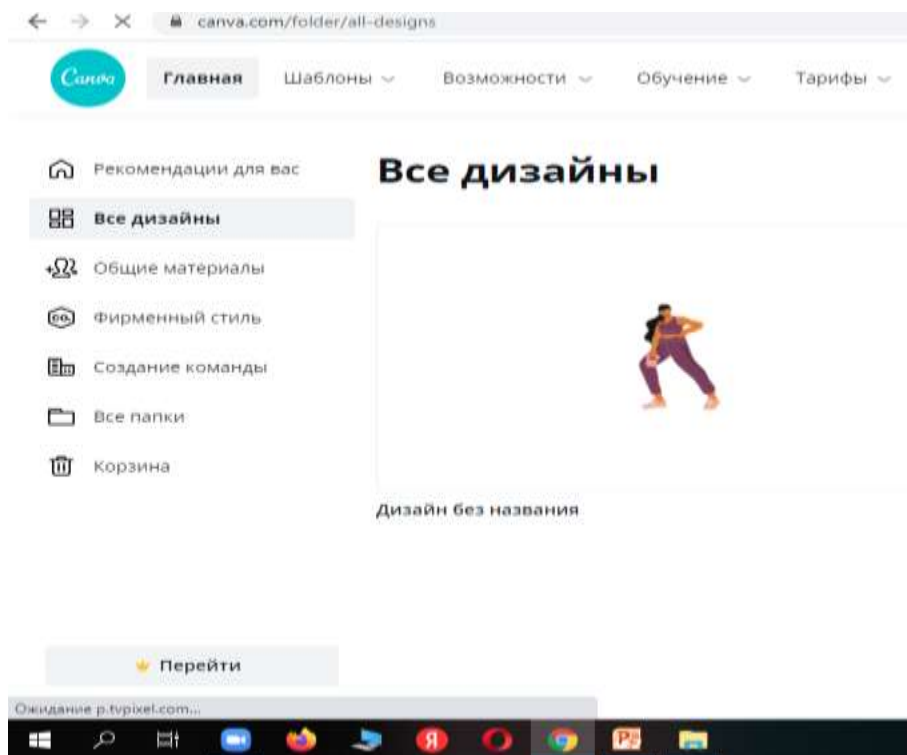 canva.com/folder/all-designs
Canva Главная Шаблоны Возможности Обучение Тарифы
Рекомендации для вас
Все дизайны
Все дизайны
Общие материалы
CO.
Фирменный стиль
Создание команды
Все папки
Корзина
Дизайн без названия
Перейти
Ожидание p.tvpixel.com...
Я
P